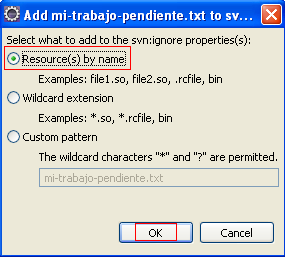 Add mi-trabajo-pendiente.txt to sv...
Select what to add to the svn:ignore properties(s):
Resource(s) by name
Examples: file1.so, file2.so, .rcfile, bin
Wildcard extension
Examples: *.so, *.rcfile, bin
Custom pattern
The wildcard characters "*" and "?" are permitted.
mi-trabajo-pendiente.txt
OK Cancel